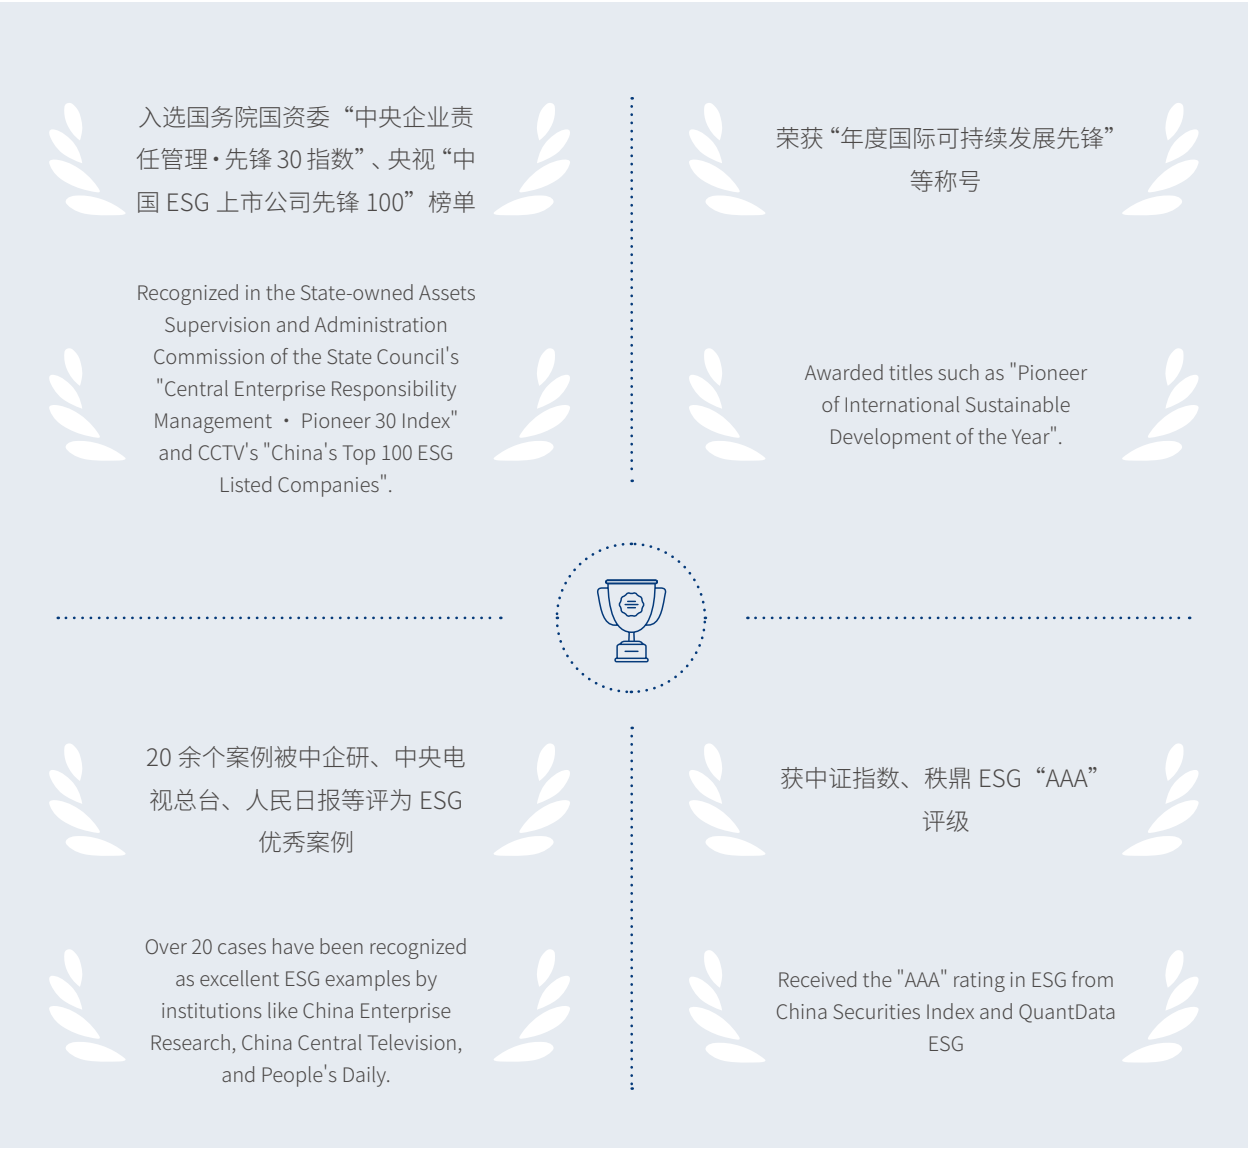 入选国务院国资委“中央企业责
任管理·先锋 30 指数”、央视“中
国 ESG 上市公司先锋 100”榜单
Recognized in the State-owned Assets
Supervision and Administration
Commission of the State Council's
"Central Enterprise Responsibility
Management · Pioneer 30 Index"
and CCTV's "China's Top 100 ESG
Listed Companies".
荣获“年度国际可持续发展先锋”
等称号
Awarded titles such as "Pioneer
of International Sustainable
Development of the Year".
20 余个案例被中企研、中央电
视总台、人民日报等评为 ESG
优秀案例
Over 20 cases have been recognized
as excellent ESG examples by
institutions like China Enterprise
Research, China Central Television,
and People's Daily.
获中证指数、秩鼎 ESG“AAA”
评级
Received the "AAA" rating in ESG from
China Securities Index and QuantData
ESG